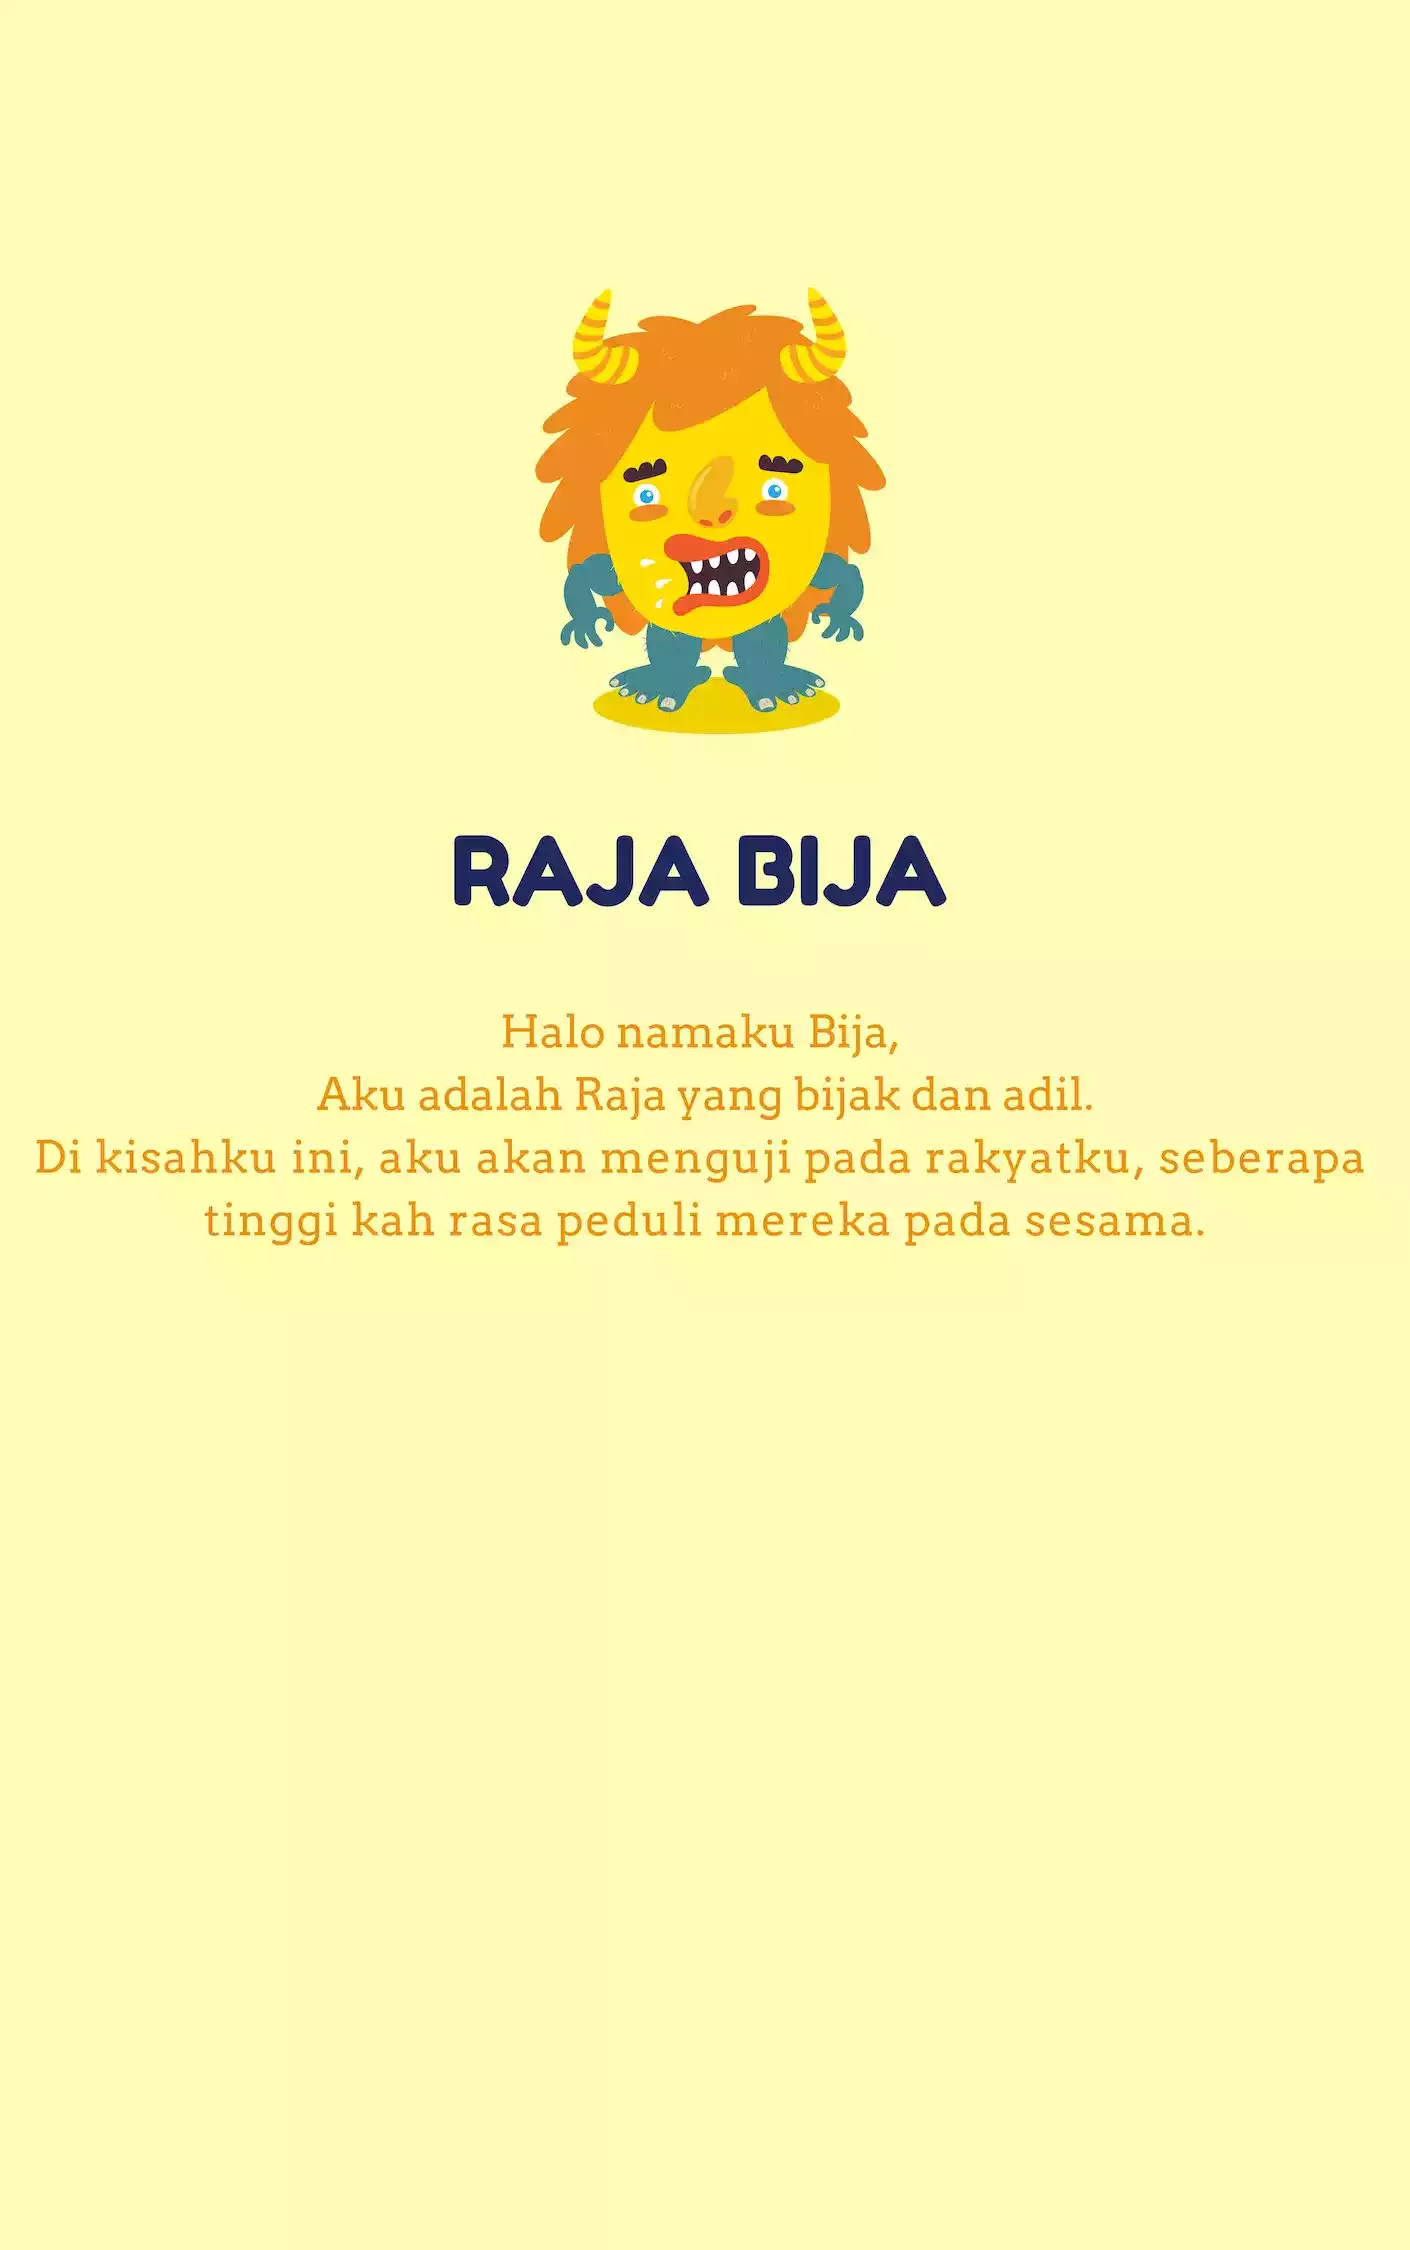 RAJA BIJA
Halo namaku Bija,
Aku adalah Raja yang bijak dan adil.
Di kisahku ini, aku akan menguji pada rakyatku, seberapa
tinggi kah rasa peduli mereka pada sesama.